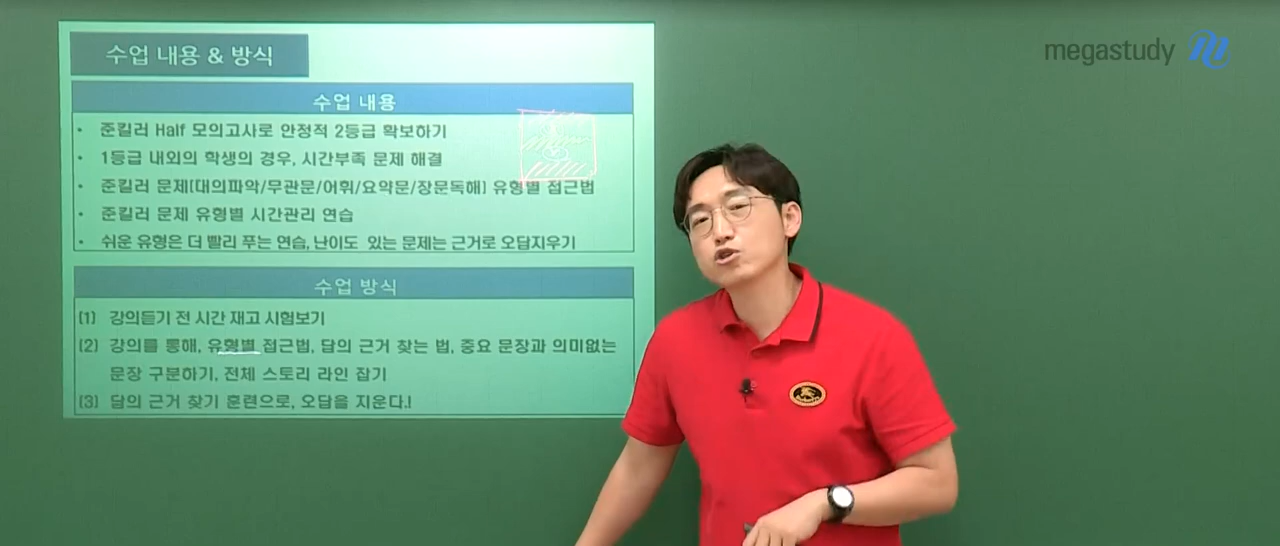 수업 내용 & 방식
megastudy
수업 내용
• 준킬러 Half 모의고사로 안정적 2등급 확보하기
• 1등급 내외의 학생의 경우, 시간부족 문제 해결
• 준킬러 문제(대의파악/무관문/어휘/요약문/장문독해) 유형별 접근법
• 준킬러 문제 유형별 시간관리 연습
• 쉬운 유형은 더 빨리 푸는 연습, 난이도 있는 문제는 근거로 오답지우기
수업 방식
(1) 강의듣기 전 시간 재고 시험보기
(2) 강의를 통해, 유형별 접근법, 답의 근거 찾는 법, 중요 문장과 의미없는
문장 구분하기, 전체 스토리 라인 잡기
(3) 답의 근거 찾기 훈련으로, 오답을 지운다.!